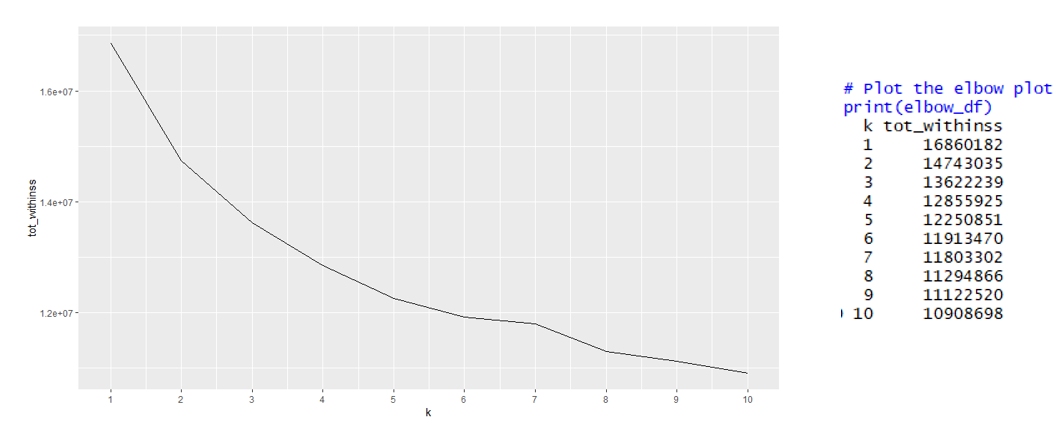 1.6e+07
1.4e+07
1.2e+07
tot_withinss
1 2 3 4 5 6 7 8 9 10
k
# Plot the elbow plot
print(elbow_df)
k tot_withinss
1 16860182
2 14743035
3 13622239
4 12855925
5 12250851
6 11913470
7 11803302
8 11294866
9 11122520
10 10908698